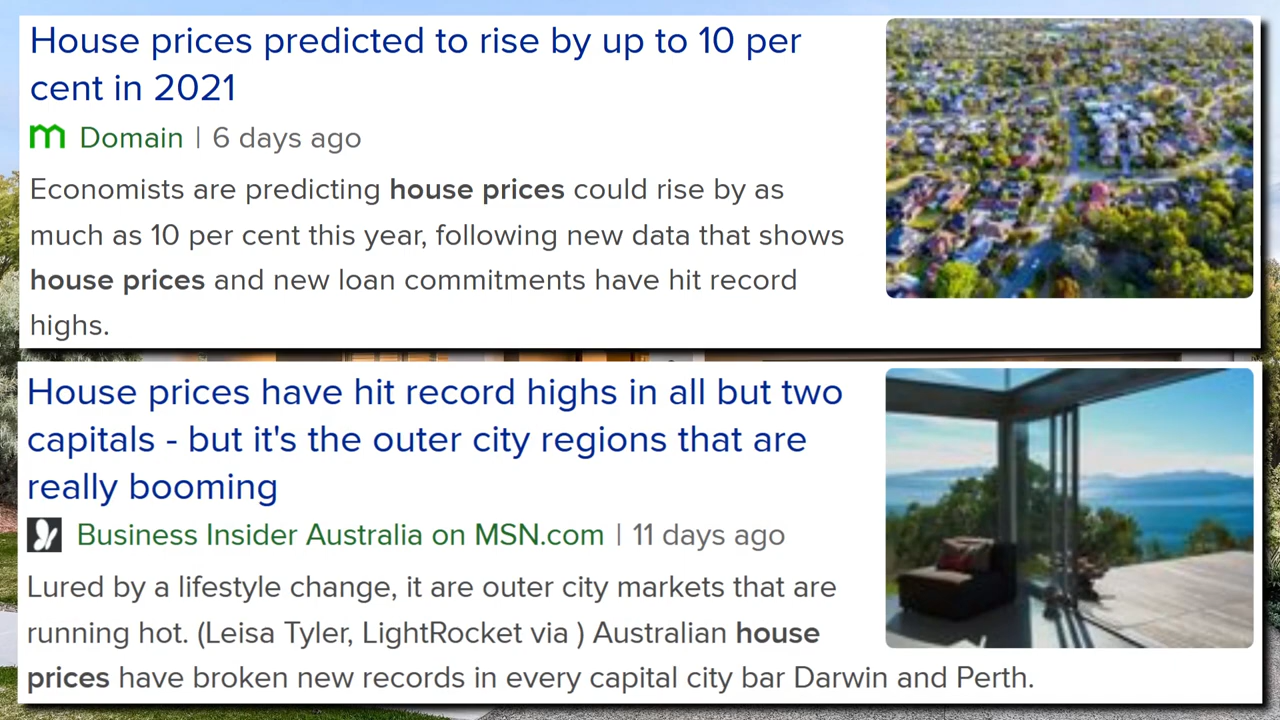 House prices predicted to rise by up to 10 per
cent in 2021
Domain | 6 days ago
Economists are predicting house prices could rise by as
much as 10 per cent this year, following new data that shows
house prices and new loan commitments have hit record
highs.
House prices have hit record highs in all but two
capitals - but it's the outer city regions that are
really booming
Business Insider Australia on MSN.com | 11 days ago
Lured by a lifestyle change, it are outer city markets that are
running hot. (Leisa Tyler, LightRocket via ) Australian house
prices have broken new records in every capital city bar Darwin and Perth.